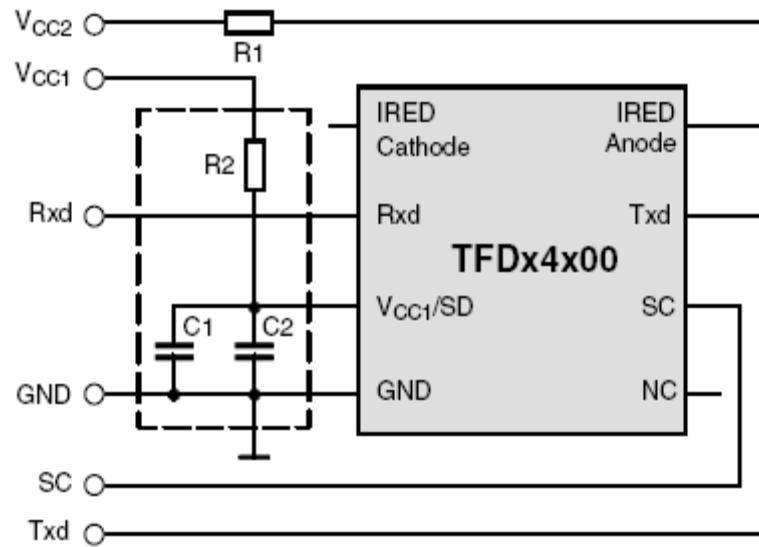 VCC2
R1
VCC1
IRED
Cathode
IRED
Anode
R2
Rxd
Rxd
Txd
TFDx4x00
VCC1/SD
SC
C1
C2
GND
GND
NC
SC
Txd